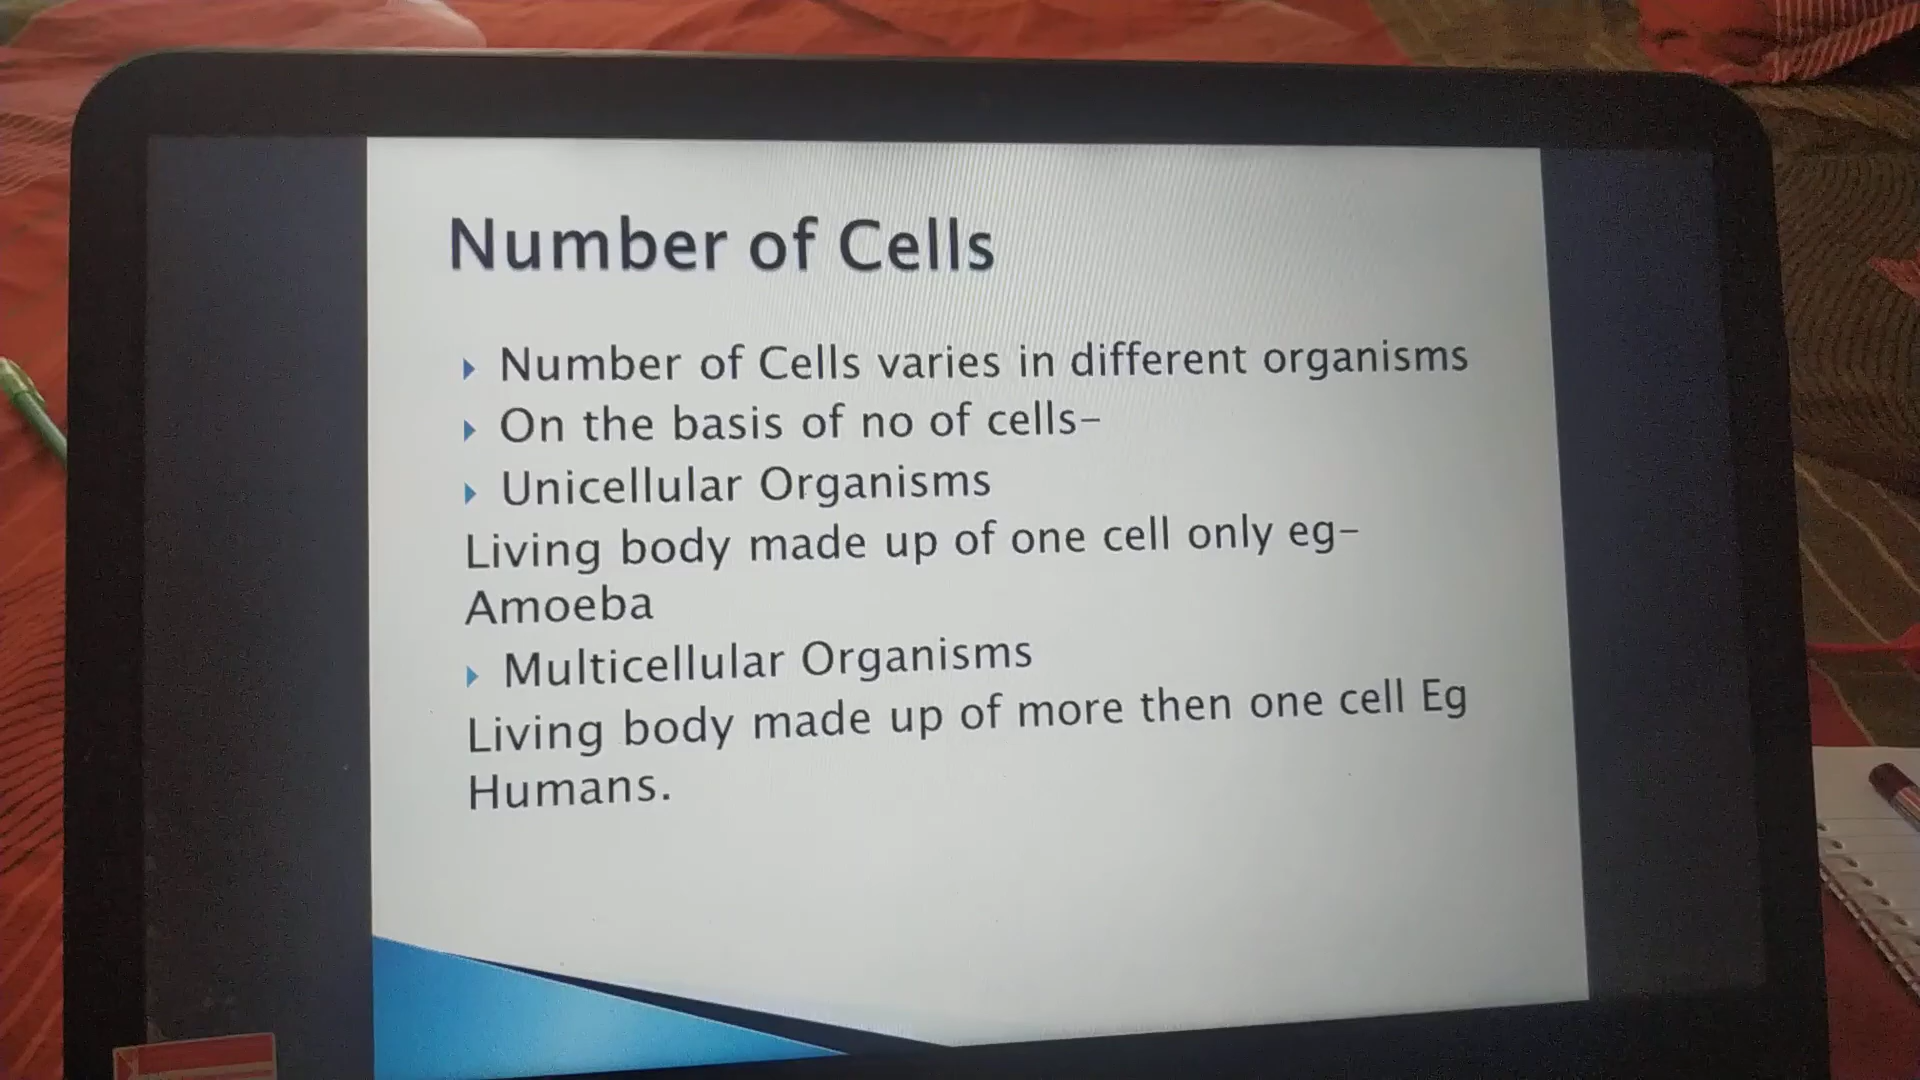 Number of Cells
Number of Cells varies in different organisms
On the basis of no of cells-
Unicellular Organisms
Living body made up of one cell only eg-
Amoeba
Multicellular Organisms
Living body made up of more then one cell Eg
Humans.